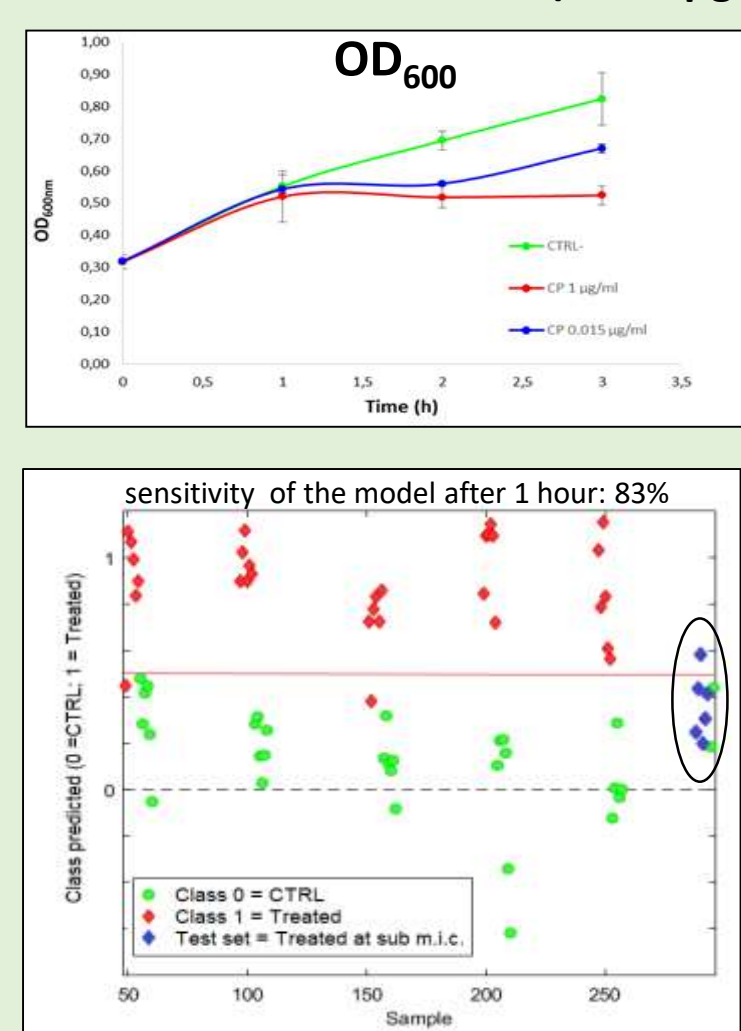 OD600
1,00
0,90
0,80
0,70
0,60
0,50
0,40
0,30
0,20
0,10
0,00
OD600nm
CTRL-
CP 1 µg/ml
CP 0.015 µg/ml
0 0,5 1 1,5 2 2,5 3 3,5
Time (h)
sensitivity of the model after 1 hour: 83%
Class predicted (0 =CTRL; 1 = Treated)
1
0
Class 0 = CTRL
Class 1 = Treated
Test set = Treated at sub m.i.c.
50 100 150 200 250
Sample